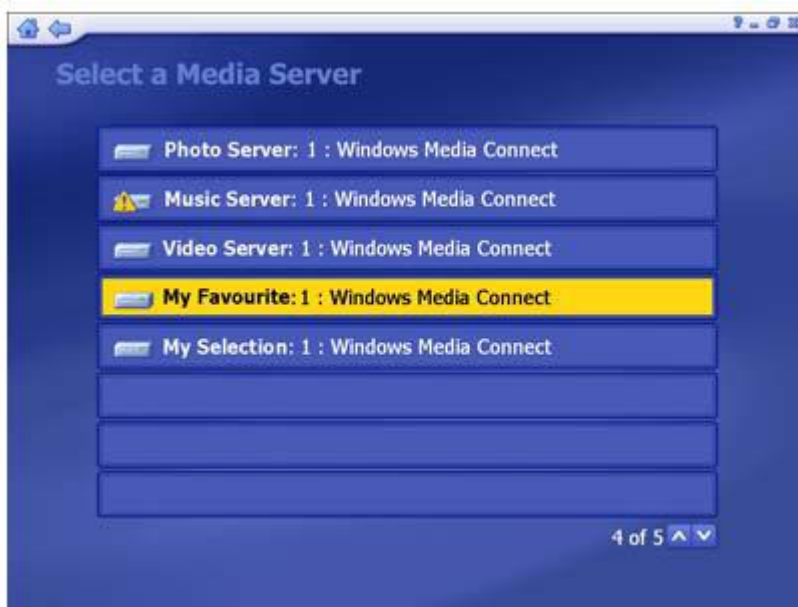 Select a Media Server
Photo Server: 1 : Windows Media Connect
Music Server: 1 : Windows Media Connect
Video Server: 1 : Windows Media Connect
My Favourite: 1 : Windows Media Connect
My Selection: 1 : Windows Media Connect
4 of 5